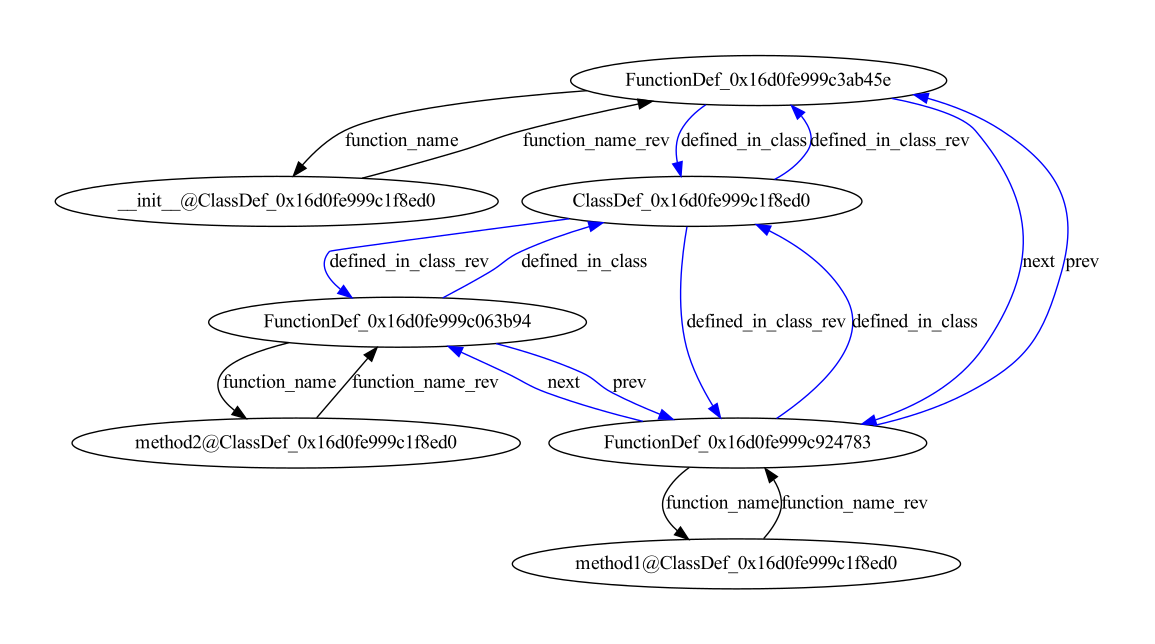 FunctionDef_0x16d0fe999c3ab45e
function_name
function_name_rev
defined_in_class
defined_in_class_rev
__init__@ClassDef_0x16d0fe999c1f8ed0
ClassDef_0x16d0fe999c1f8ed0
defined_in_class_rev
defined_in_class
next
prev
FunctionDef_0x16d0fe999c063b94
defined_in_class_rev
defined_in_class
function_name
function_name_rev
next
prev
method2@ClassDef_0x16d0fe999c1f8ed0
FunctionDef_0x16d0fe999c924783
function_name
function_name_rev
method1@ClassDef_0x16d0fe999c1f8ed0